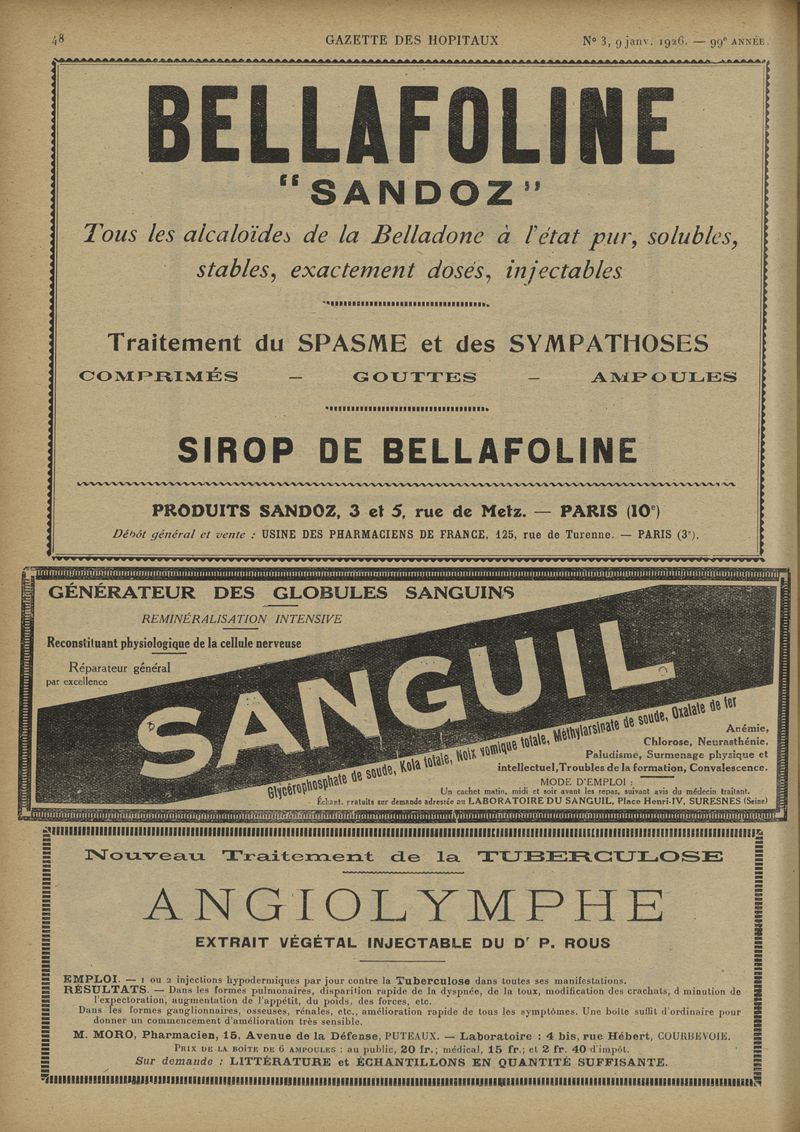 48 GAZETTE DES HOPITAUX N° 3, 9 janv. 1926. — 99e ANNÉE.
BELLAFOLINE
“SANDOZ”
Tous les alcaloïdes de la Belladone à l'état pur, solubles,
stables, exactement dosés, injectables
Traitement du SPASME et des SYMPATHOSES
COMPRIMÉS — GOUTTES — AMPOULES
SIROP DE BELLAFOLINE
PRODUITS SANDOZ, 3 et 5, rue de Metz. — PARIS (10e)
Dépôt général et vente : USINE DES PHARMACIENS DE FRANCE, 125, rue de Turenne. — PARIS (3e).
GÉNÉRATEUR DES GLOBULES SANGUINS
REMINÉRALISATION INTENSIVE
Reconstituant physiologique de la cellule nerveuse
Réparateur général
par excellence
SANGUIL
Glycérophosphate de soude, Kola totale, Noix vomique totale, Méthylarsinate de soude, Oxalate de fer
Anémie,
Chlorose, Neurasthénie,
Paludisme, Surmenage physique et
intellectuel, Troubles de la formation, Convalescence.
MODE D'EMPLOI :
Un cachet matin, midi et soir avant les repas, suivant avis du médecin traitant.
Échant. gratuits sur demande adressée au LABORATOIRE DU SANGUIL, Place Henri-IV, SURESNES (Seine)
Nouveau Traitement de la TUBERCULOSE
ANGIOLYMPHE
EXTRAIT VÉGÉTAL INJECTABLE DU Dr P. ROUS
EMPLOI. — 1 ou 2 injections hypodermiques par jour contre la Tuberculose dans toutes ses manifestations.
RÉSULTATS. — Dans les formes pulmonaires, disparition rapide de la dyspnée, de la toux, modification des crachats, d minution de
l'expectoration, augmentation de l'appétit, du poids, des forces, etc.
Dans les formes ganglionnaires, osseuses, rénales, etc., amélioration rapide de tous les symptômes. Une boîte suffit d'ordinaire pour
donner un commencement d'amélioration très sensible.
M. MORO, Pharmacien, 15, Avenue de la Défense, PUTEAUX. — Laboratoire : 4 bis, rue Hébert, COURBEVOIE.
PRIX DE LA BOÎTE DE 6 AMPOULES : au public, 20 fr.; médical, 15 fr.; et 2 fr. 40 d'impôt.
Sur demande : LITTÉRATURE et ÉCHANTILLONS EN QUANTITÉ SUFFISANTE.